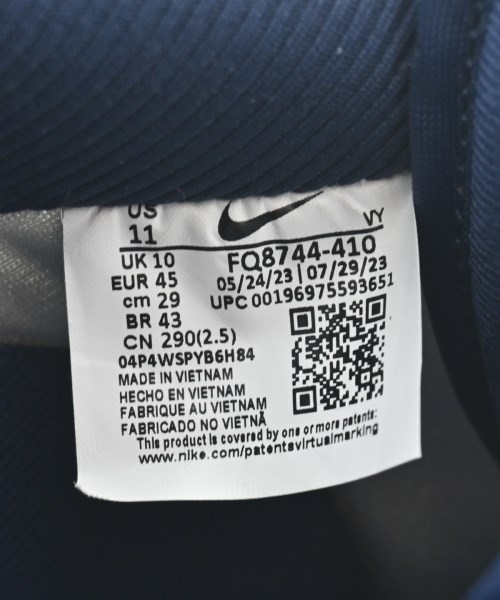 US
11
VY
UK 10
FQ8744-410
EUR 45
05/24/23 | 07/29/23
cm 29
UPC 00196975593651
BR 43
CN 290(2.5)
04P4WSPYB6H84
MADE IN VIETNAM
HECHO EN VIETNAM
FABRIQUE AU VIETNAM
FABRICADO NO VIETNÃ
This product is covered by one or more patents:
www.nike.com/patentsvirtualmarking